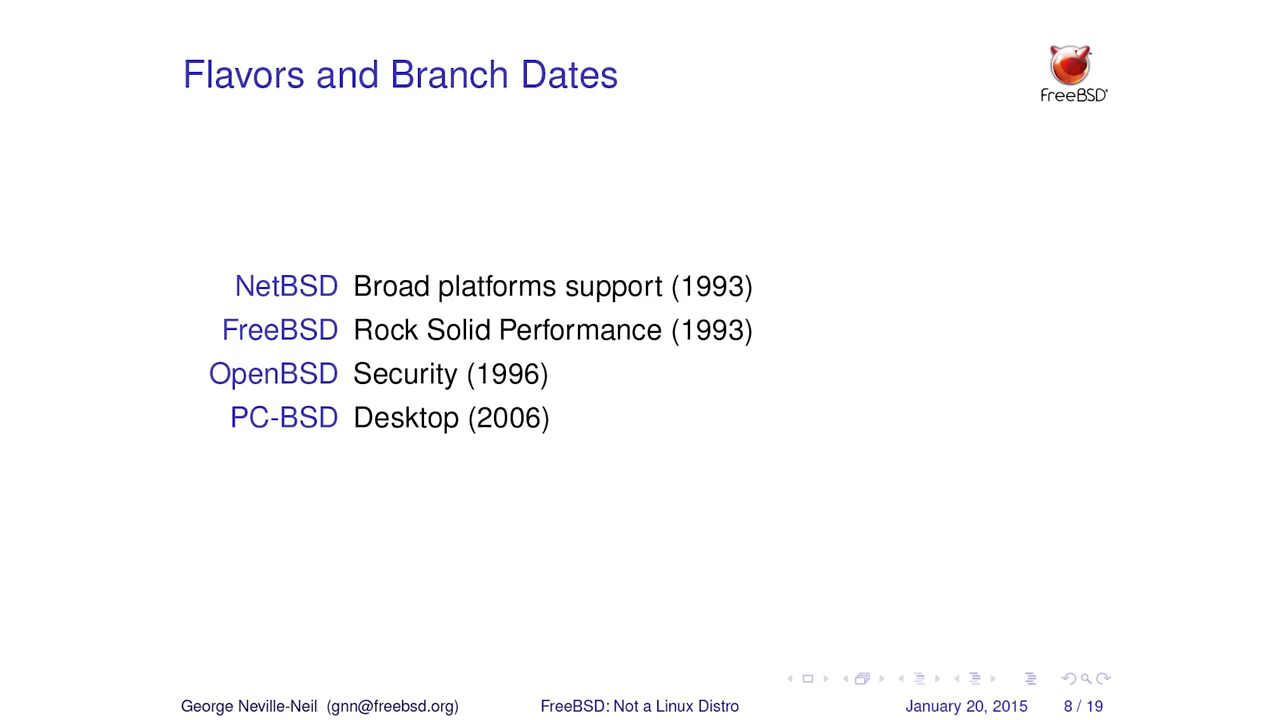 Flavors and Branch Dates
FreeBSD
NetBSD Broad platforms support (1993)
FreeBSD Rock Solid Performance (1993)
OpenBSD Security (1996)
PC-BSD Desktop (2006)
George Neville-Neil (gnn@freebsd.org) FreeBSD: Not a Linux Distro January 20, 2015 8 / 19